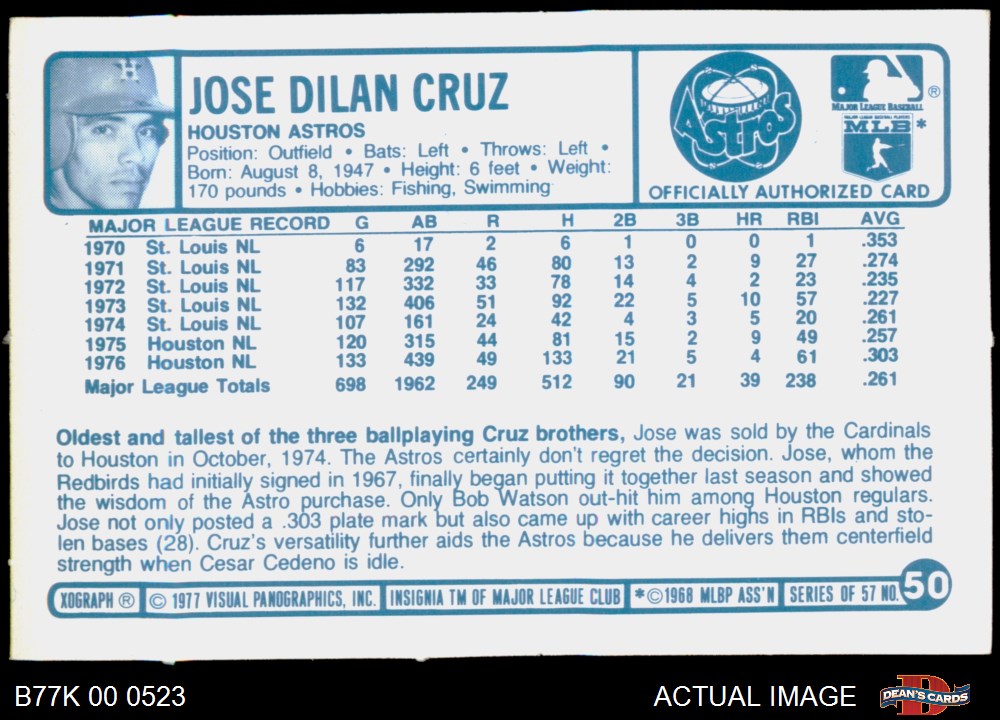 H
JOSE DILAN CRUZ
HOUSTON ASTROS
Position: Outfield • Bats: Left • Throws: Left •
Born: August 8, 1947 • Height: 6 feet • Weight:
170 pounds • Hobbies: Fishing, Swimming
Astros
MAJOR LEAGUE BASEBALL ®
MAJOR LEAGUE BASEBALL PLAYERS
MLB *
OFFICIALLY AUTHORIZED CARD
MAJOR LEAGUE RECORD G AB R H 2B 3B HR RBI AVG
1970 St. Louis NL 6 17 2 6 1 0 0 1 .353
1971 St. Louis NL 83 292 46 80 13 2 9 27 .274
1972 St. Louis NL 117 332 33 78 14 4 2 23 .235
1973 St. Louis NL 132 406 51 92 22 5 10 57 .227
1974 St. Louis NL 107 161 24 42 4 3 5 20 .261
1975 Houston NL 120 315 44 81 15 2 9 49 .257
1976 Houston NL 133 439 49 133 21 5 4 61 .303
Major League Totals 698 1962 249 512 90 21 39 238 .261
Oldest and tallest of the three ballplaying Cruz brothers, Jose was sold by the Cardinals
to Houston in October, 1974. The Astros certainly don't regret the decision. Jose, whom the
Redbirds had initially signed in 1967, finally began putting it together last season and showed
the wisdom of the Astro purchase. Only Bob Watson out-hit him among Houston regulars.
Jose not only posted a .303 plate mark but also came up with career highs in RBIs and sto-
len bases (28). Cruz's versatility further aids the Astros because he delivers them centerfield
strength when Cesar Cedeno is idle.
XOGRAPH ® © 1977 VISUAL PANOGRAPHICS, INC. INSIGNIA TM OF MAJOR LEAGUE CLUB *©1968 MLBP ASS'N SERIES OF 57 NO. 50
B77K 00 0523 ACTUAL IMAGE DEAN'S CARDS